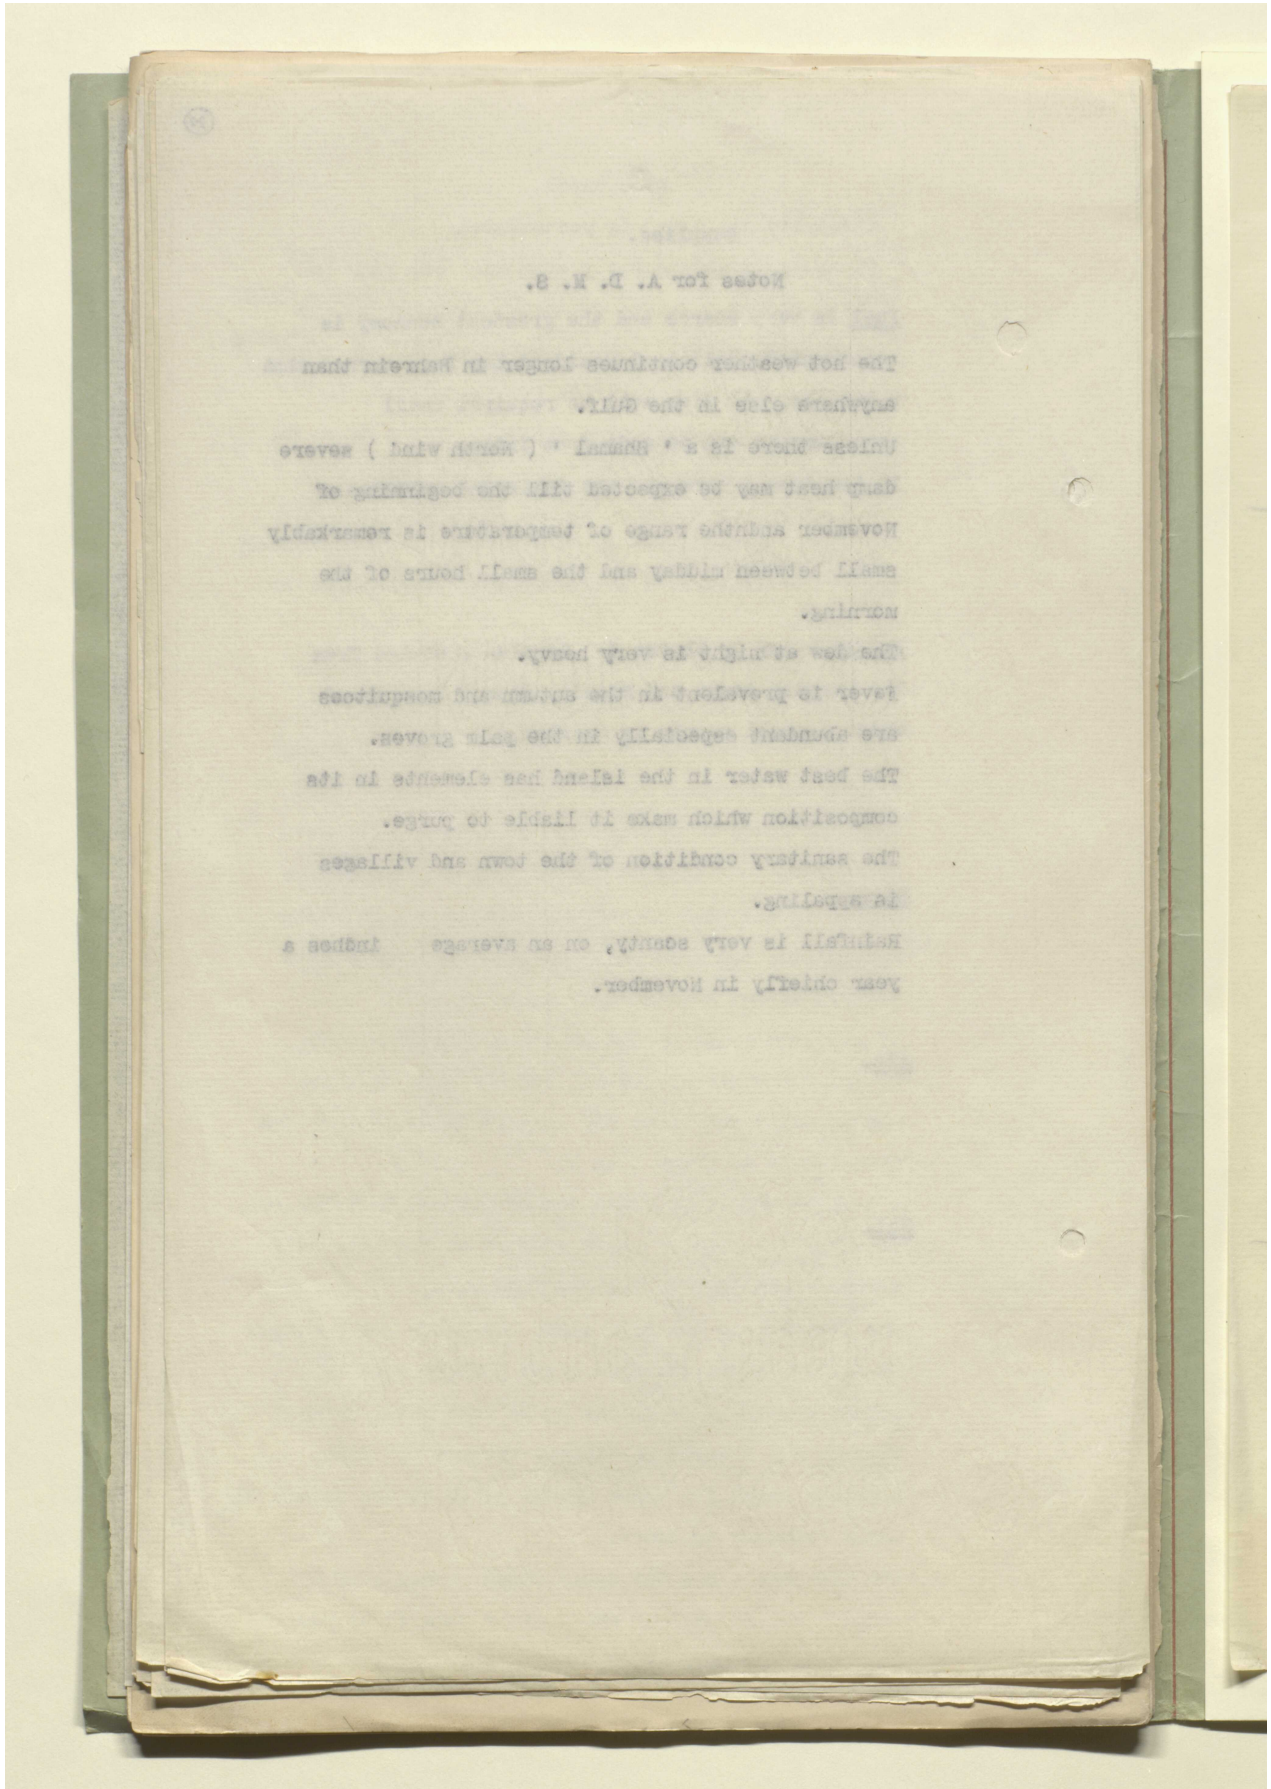 Notes for A. D. M. S.
The hot weather continues longer in Bahrein than
anywhere else in the Gulf.
Unless there is a ' Shamal ' ( North wind ) severe
damp heat may be expected till the beginning of
November andnthe range of temperature is remarkably
small between midday and the small hours of the
morning.
The dew at night is very heavy.
Fever is prevalent in the autumn and mosquitoes
are abundent especially in the palm groves.
The best water in the island has elements in its
composition which make it liable to purge.
The sanitary condition of the town and villages
is appaling.
Rainfall is very scanty, on an average inches a
year chiefly in November.